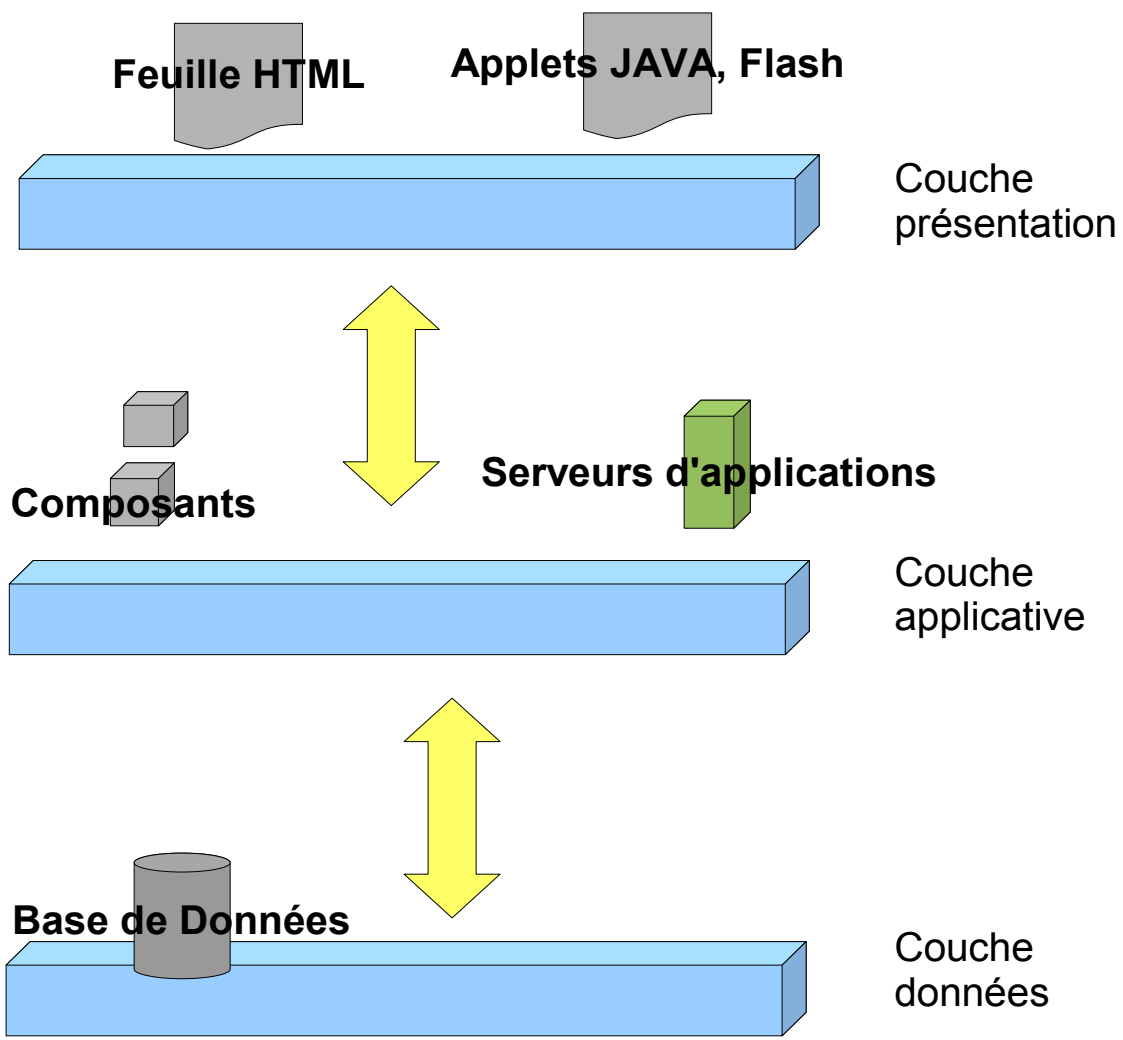 Feuille HTML
Applets JAVA, Flash
Couche
présentation
Composants
Serveurs d'applications
Couche
applicative
Base de Données
Couche
données